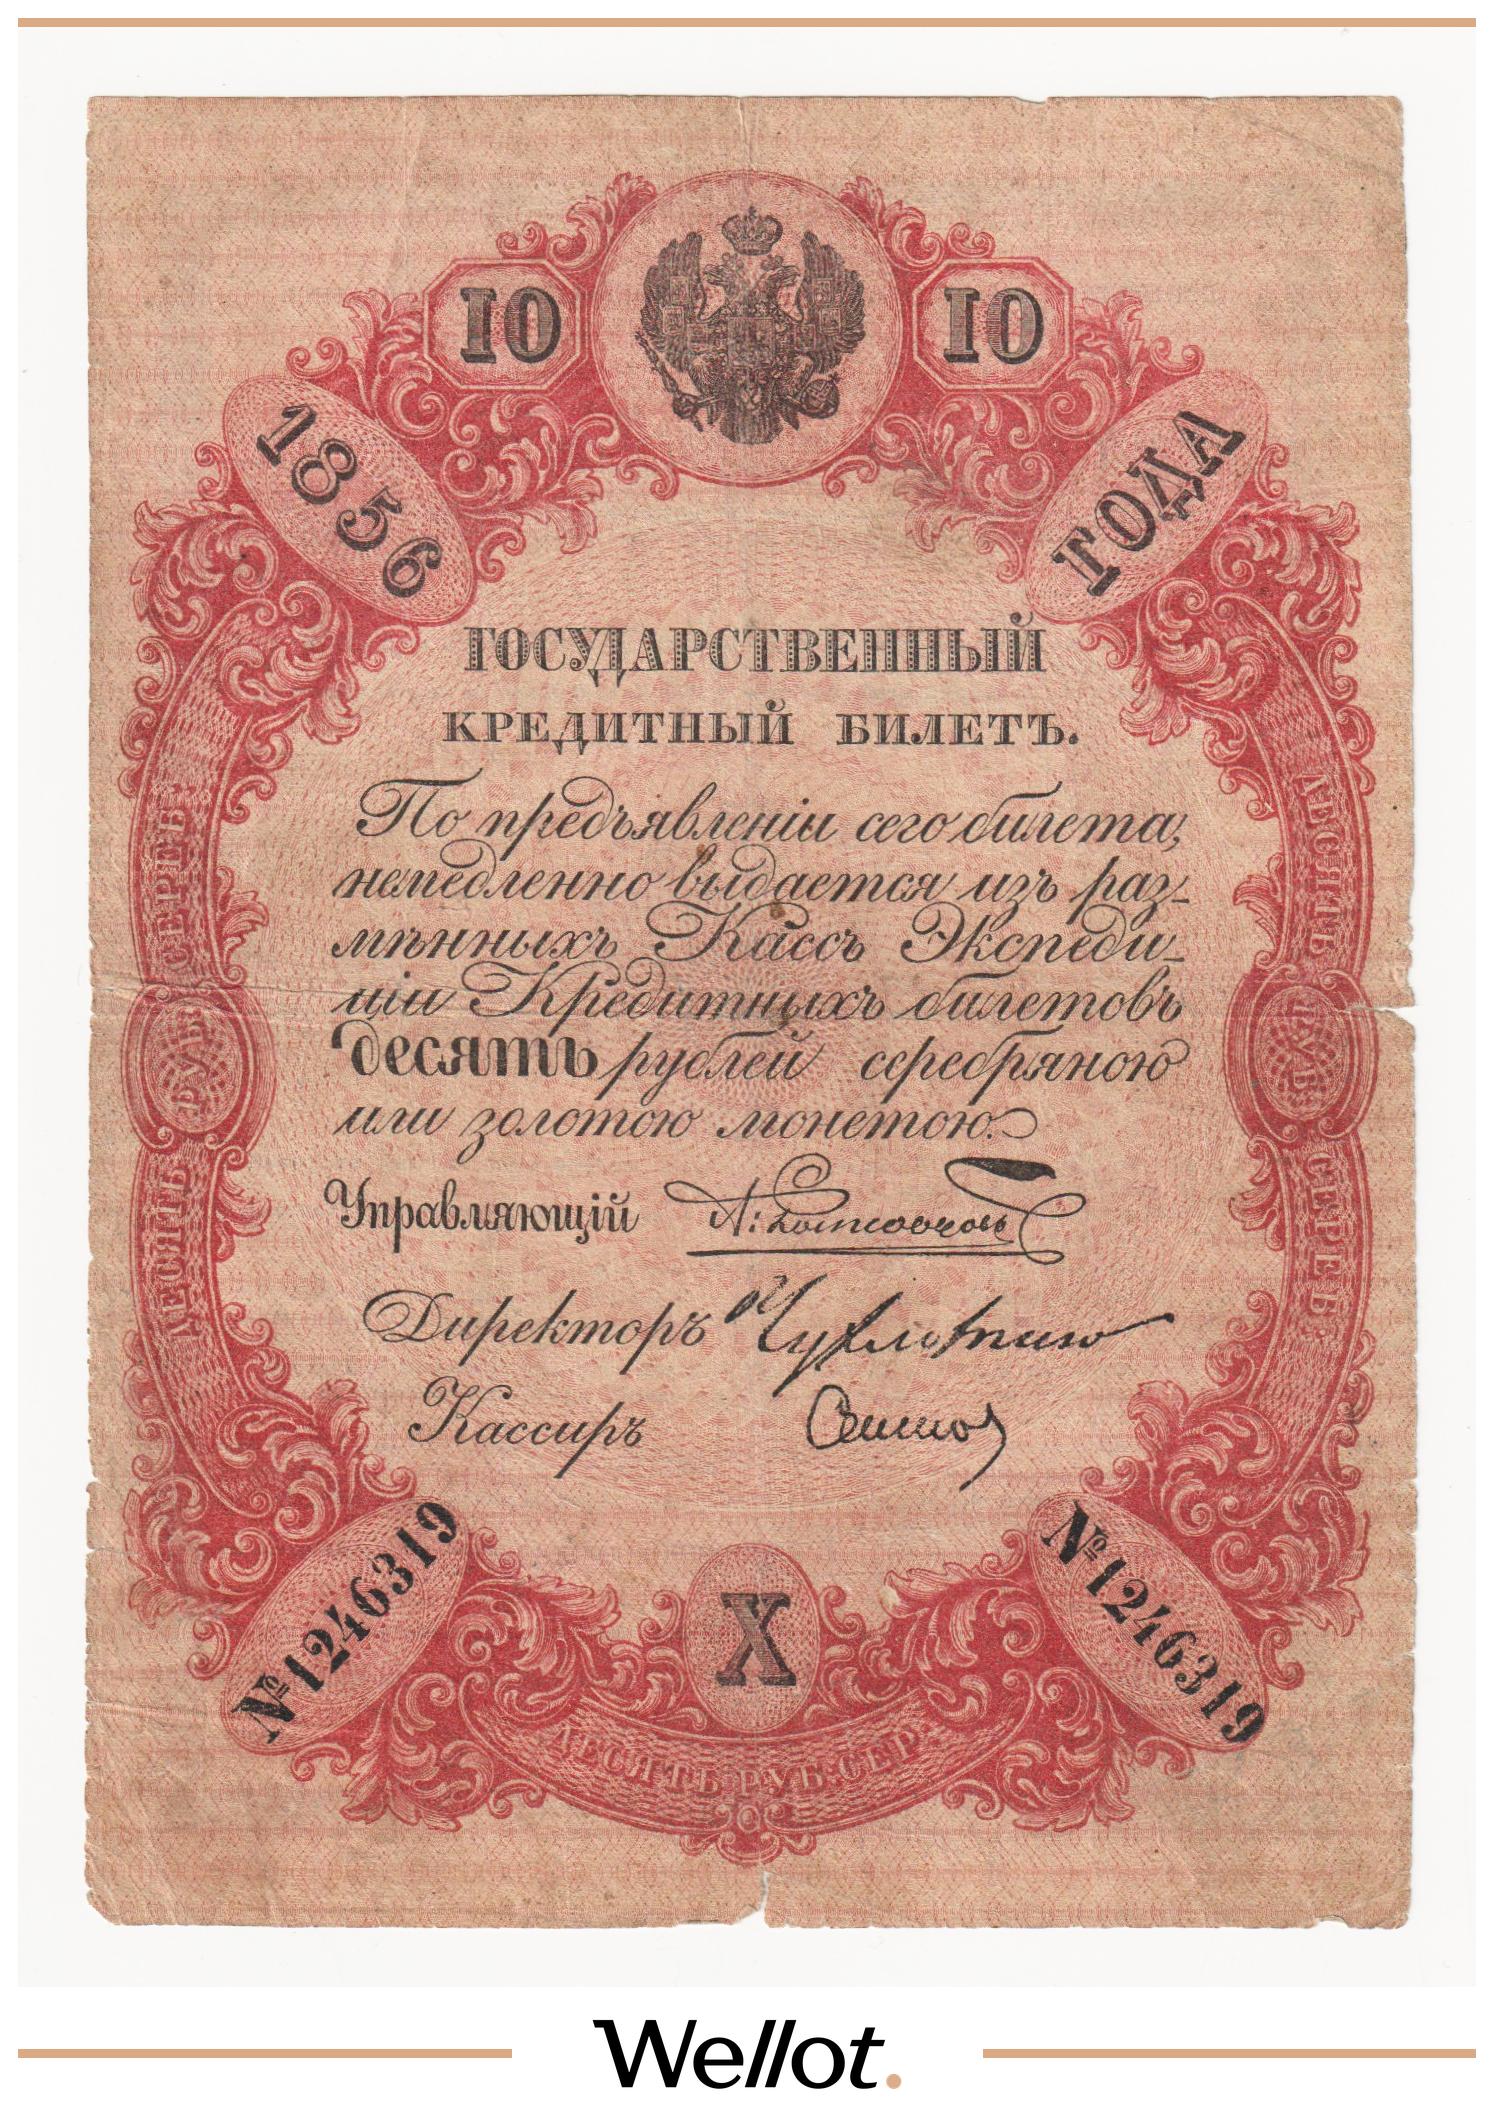 10 10
1856 ГОДА
ГОСУДАРСТВЕННЫЙ
КРЕДИТНЫЙ БИЛЕТЪ.
По предъявленіи сего билета,
немедленно выдается изъ раз-
мѣнныхъ Кассъ Экспеди-
ціи Кредитныхъ билетовъ
десять рублей серебряною
или золотою монетою.
Управляющій
Директоръ
Кассиръ
ДЕСЯТЬ РУБ: СЕРЕБ:
ДЕСЯТЬ РУБ: СЕРЕБ:
№1246319 №1246319
X
ДЕСЯТЬ РУБ: СЕР:
Wellot.